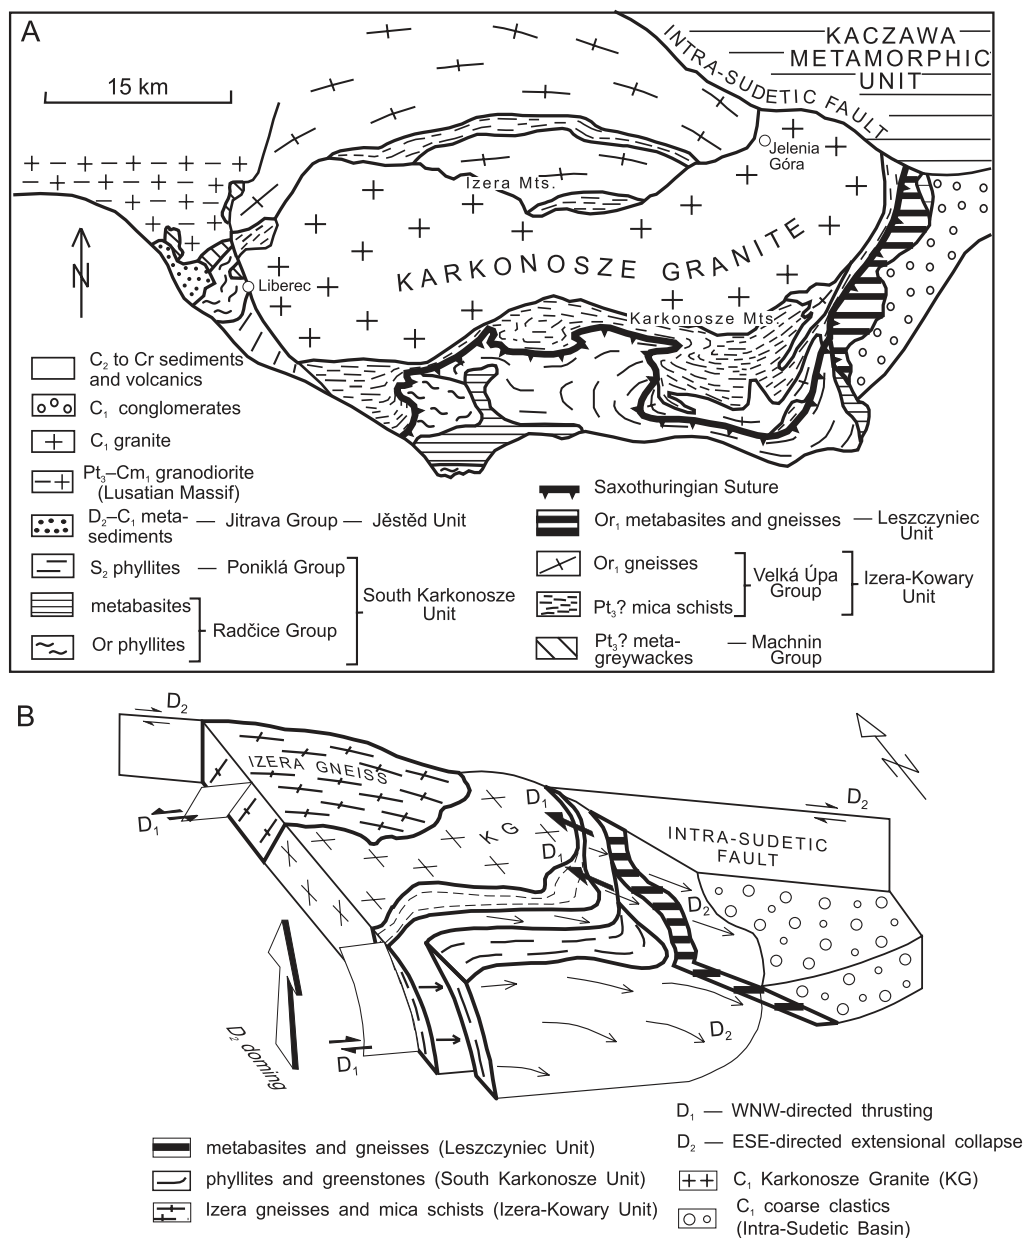 A
KACZAWA
METAMORPHIC
UNIT
INTRA-SUDETIC FAULT
15 km
Jelenia
Góra
Izera Mts.
N
KARKONOSZE GRANITE
Liberec
Karkonosze Mts.
C2 to Cr sediments
and volcanics
C1 conglomerates
C1 granite
Pt3–Cm1 granodiorite
(Lusatian Massif)
D2–C1 meta-
sediments — Jitrava Group — Jěstěd Unit
S2 phyllites — Poniklá Group
metabasites
Or phyllites
Radčice Group
South Karkonosze
Unit
Saxothuringian Suture
Or1 metabasites and gneisses — Leszczyniec
Unit
Or1 gneisses
Pt3? mica schists
Velká Úpa
Group
Izera-Kowary
Unit
Pt3? meta-
greywackes
— Machnin
Group
B
D2
IZERA GNEISS
D1
KG
D1
D1
D2
N
INTRA-SUDETIC
FAULT
D2
D2
D2 doming
D1
D1 — WNW-directed thrusting
D2 — ESE-directed extensional collapse
metabasites and gneisses (Leszczyniec Unit)
phyllites and greenstones (South Karkonosze Unit)
Izera gneisses and mica schists (Izera-Kowary Unit)
C1 Karkonosze Granite (KG)
C1 coarse clastics
(Intra-Sudetic Basin)